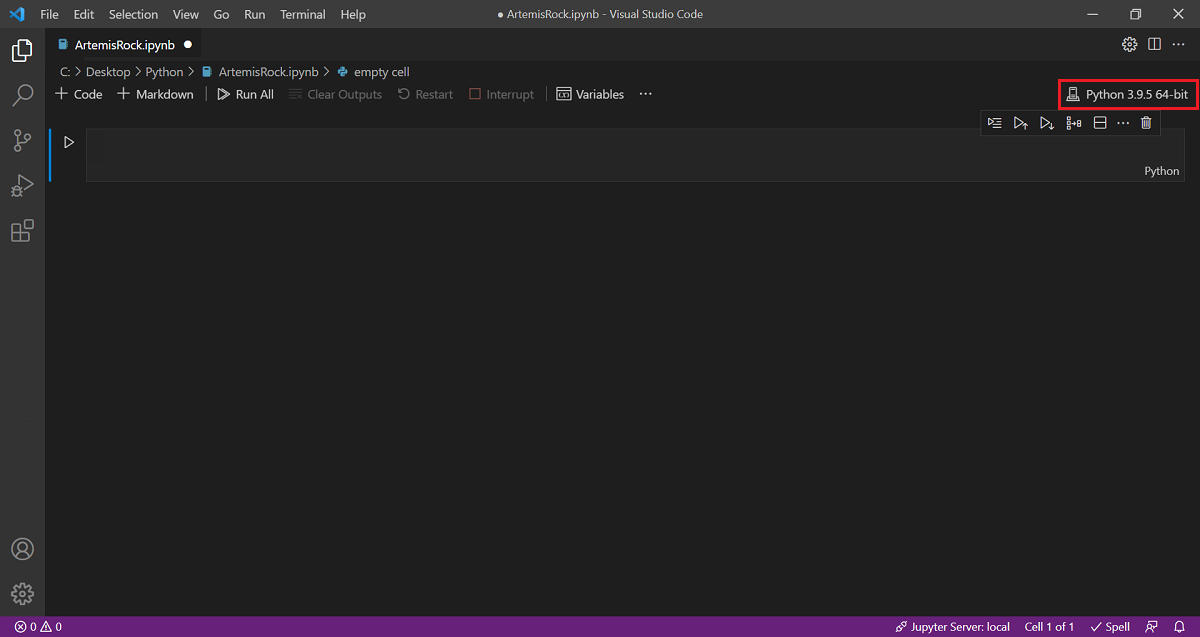 File Edit Selection View Go Run Terminal Help ● ArtemisRock.ipynb - Visual Studio Code
ArtemisRock.ipynb
C: > Desktop > Python > ArtemisRock.ipynb > empty cell
+ Code + Markdown Run All Clear Outputs Restart Interrupt Variables ··· Python 3.9.5 64-bit
Python
0 0 Jupyter Server: local Cell 1 of 1 Spell